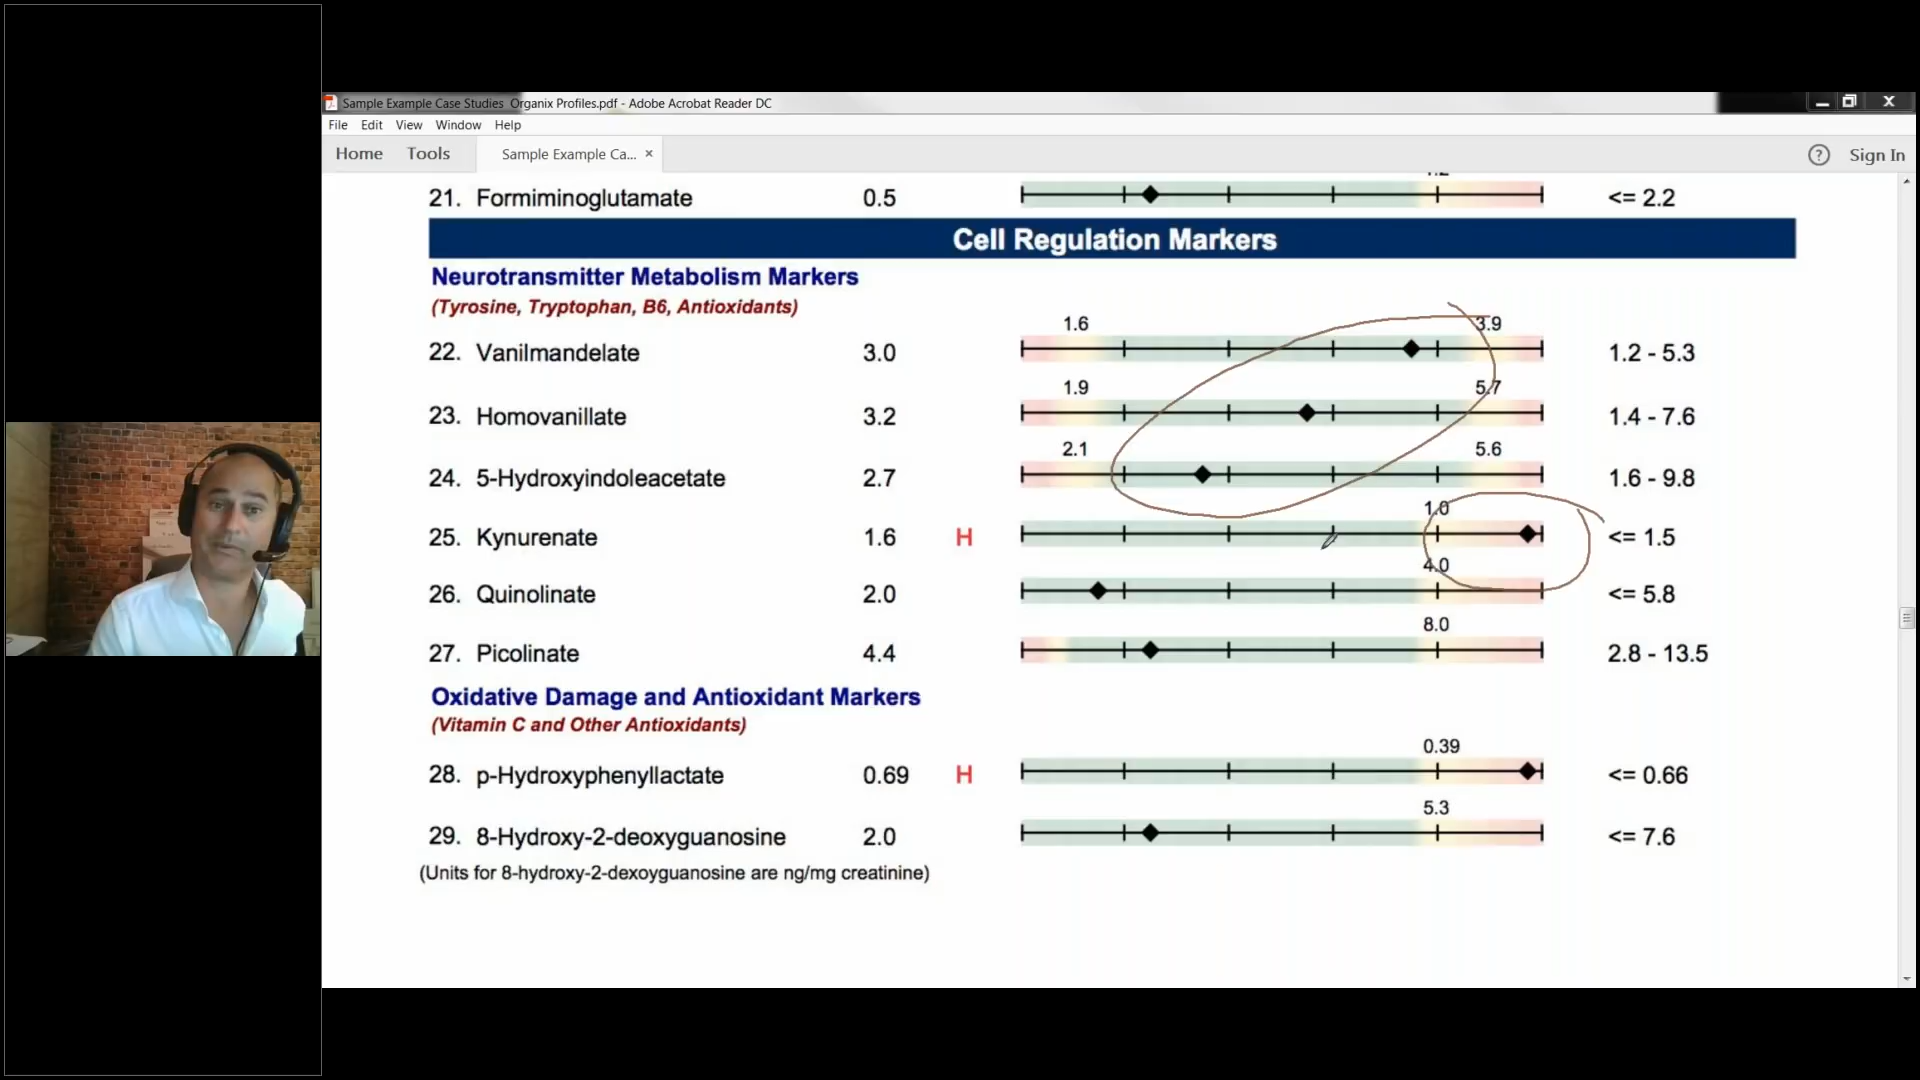 Sample Example Case Studies Organix Profiles.pdf - Adobe Acrobat Reader DC
File Edit View Window Help
Home Tools Sample Example Ca... × ? Sign In
21. Formiminoglutamate 0.5 <= 2.2
Cell Regulation Markers
Neurotransmitter Metabolism Markers
(Tyrosine, Tryptophan, B6, Antioxidants)
1.6 3.9
22. Vanilmandelate 3.0 1.2 - 5.3
1.9 5.7
23. Homovanillate 3.2 1.4 - 7.6
2.1 5.6
24. 5-Hydroxyindoleacetate 2.7 1.6 - 9.8
1.0
25. Kynurenate 1.6 H <= 1.5
4.0
26. Quinolinate 2.0 <= 5.8
8.0
27. Picolinate 4.4 2.8 - 13.5
Oxidative Damage and Antioxidant Markers
(Vitamin C and Other Antioxidants)
0.39
28. p-Hydroxyphenyllactate 0.69 H <= 0.66
5.3
29. 8-Hydroxy-2-deoxyguanosine 2.0 <= 7.6
(Units for 8-hydroxy-2-dexoyguanosine are ng/mg creatinine)